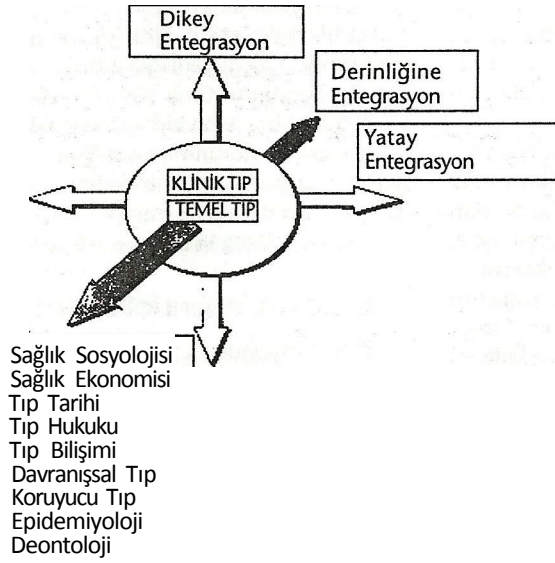 Dikey
Entegrasyon
Derinliğine
Entegrasyon
Yatay
Entegrasyon
KLİNİK TIP
TEMEL TIP
Sağlık Sosyolojisi
Sağlık Ekonomisi
Tıp Tarihi
Tıp Hukuku
Tıp Bilişimi
Davranışsal Tıp
Koruyucu Tıp
Epidemiyoloji
Deontoloji